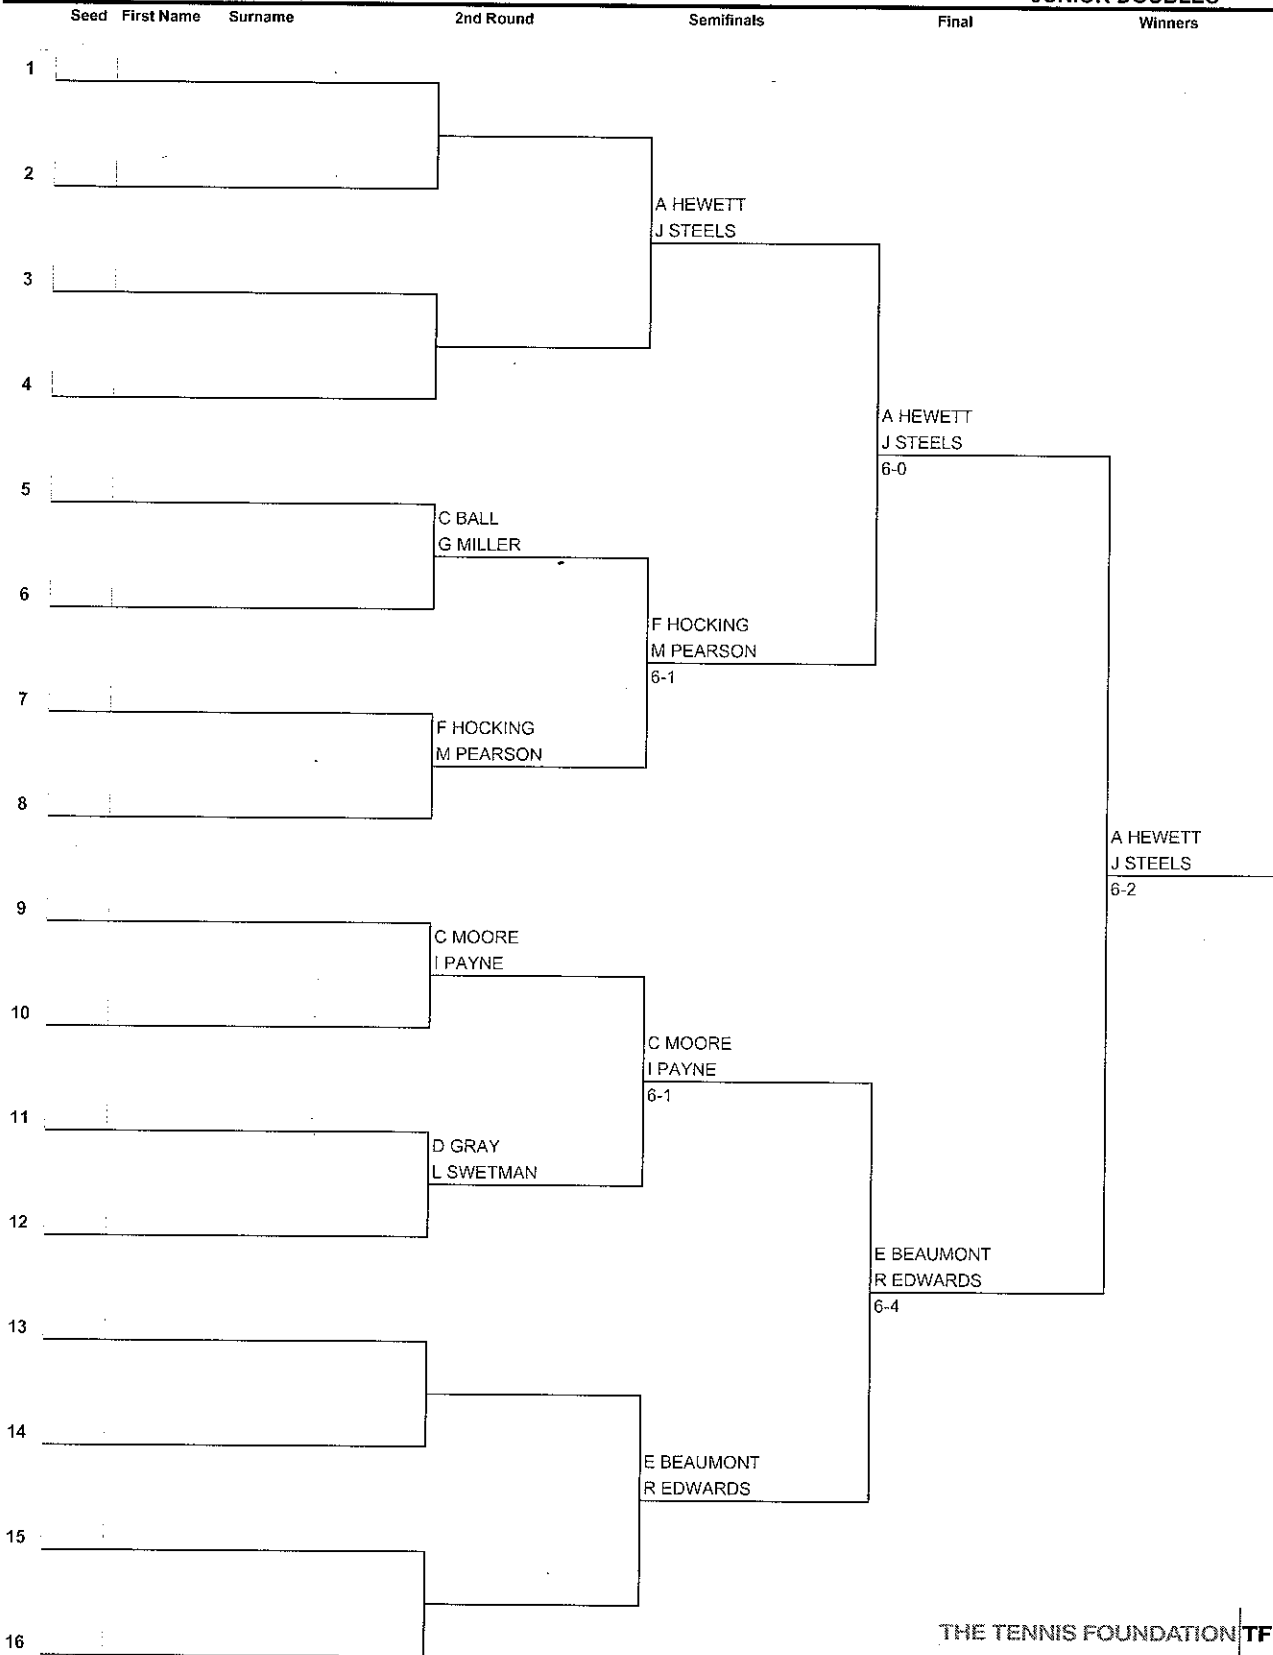 JUNIOR DOUBLES
Seed First Name Surname 2nd Round Semifinals Final Winners
1
2
A HEWETT
J STEELS
3
4
A HEWETT
J STEELS
6-0
5
C BALL
G MILLER
6
F HOCKING
M PEARSON
6-1
7
F HOCKING
M PEARSON
8
A HEWETT
J STEELS
6-2
9
C MOORE
I PAYNE
10
C MOORE
I PAYNE
6-1
11
D GRAY
L SWETMAN
12
E BEAUMONT
R EDWARDS
6-4
13
14
E BEAUMONT
R EDWARDS
15
16
THE TENNIS FOUNDATION TF